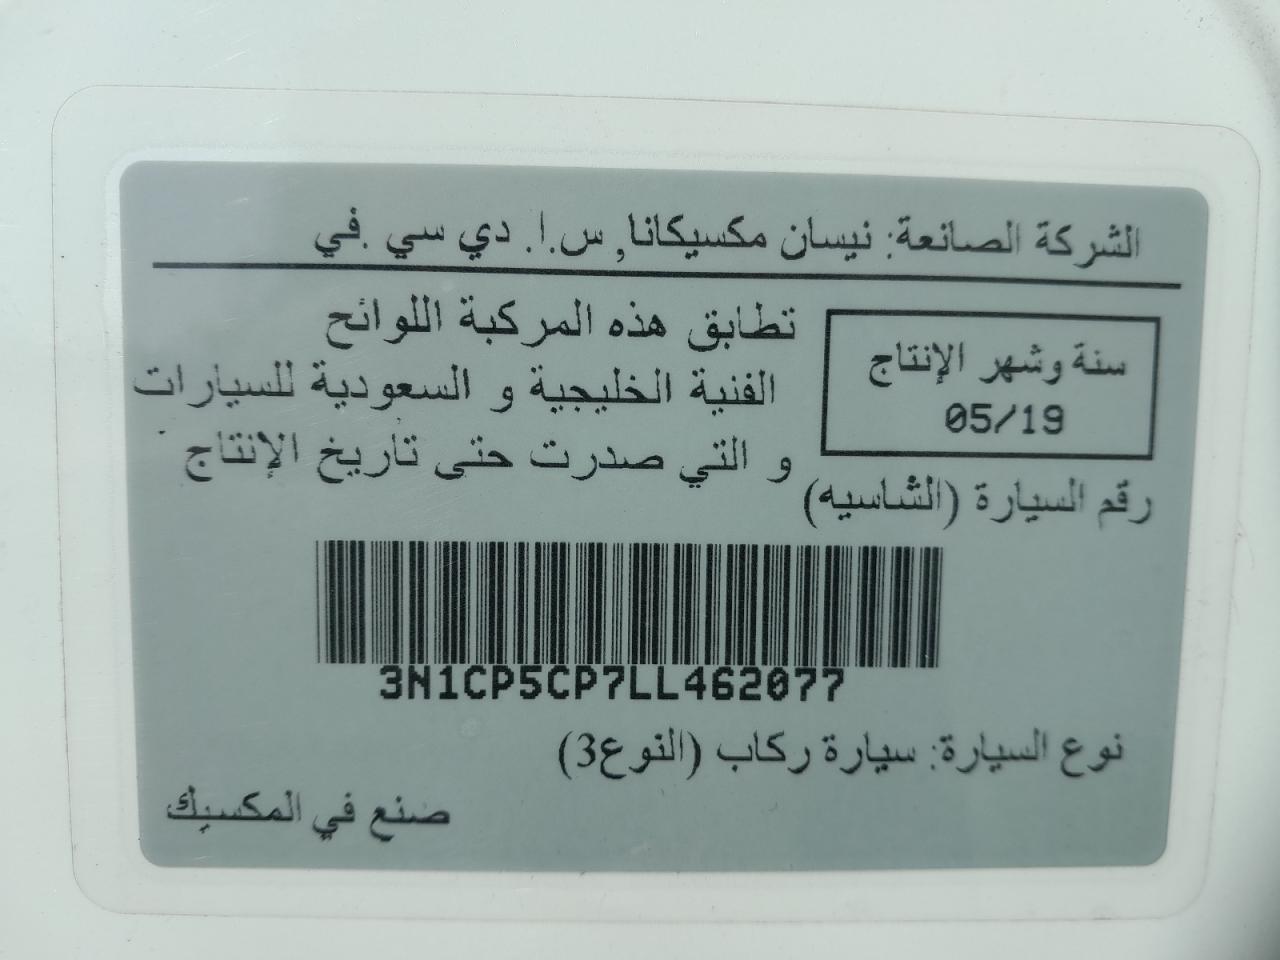 الشركة الصانعة: نيسان مكسيكانا, س.ا. دي سي .في
سنة وشهر الإنتاج
05/19
تطابق هذه المركبة اللوائح
الفنية الخليجية و السعودية للسيارات
و التي صدرت حتى تاريخ الإنتاج
رقم السيارة (الشاسيه)
3N1CP5CP7LL462077
نوع السيارة: سيارة ركاب (النوع3)
صنع في المكسيك